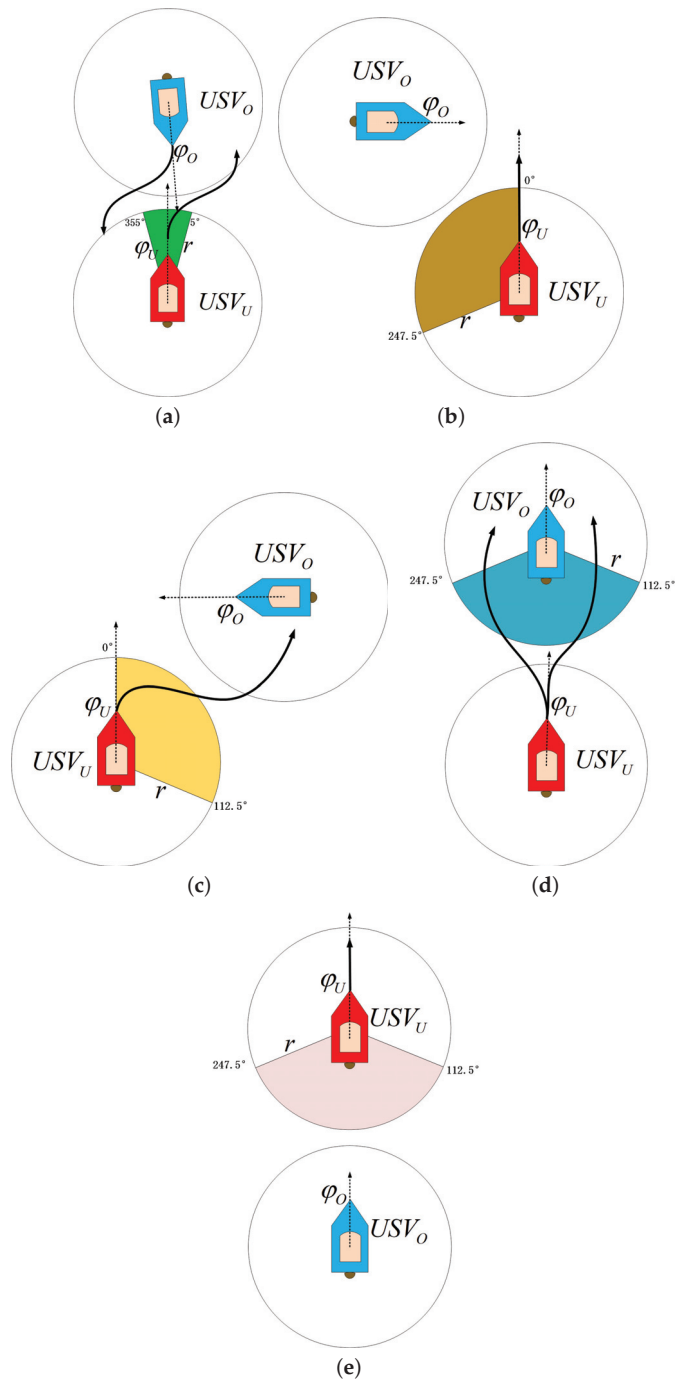 USV_O
φ_O
355°
5°
φ_U
r
USV_U
(a)
USV_O
φ_O
0°
φ_U
USV_U
r
247.5°
(b)
USV_O
φ_O
0°
φ_U
USV_U
r
112.5°
(c)
USV_O
φ_O
r
247.5°
112.5°
φ_U
USV_U
(d)
φ_U
USV_U
r
247.5°
112.5°
φ_O
USV_O
(e)